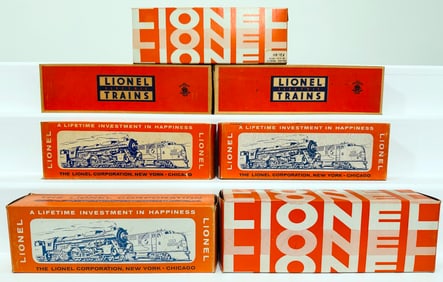 LIONEL
LIONEL
TRAINS
LIONEL
TRAINS
A LIFETIME INVESTMENT IN HAPPINESS
LIONEL
LIONEL
THE LIONEL CORPORATION, NEW YORK - CHICAGO
A LIFETIME INVESTMENT IN HAPPINESS
LIONEL
LIONEL
THE LIONEL CORPORATION, NEW YORK - CHICAGO
A LIFETIME INVESTMENT IN HAPPINESS
LIONEL
LIONEL
THE LIONEL CORPORATION, NEW YORK - CHICAGO
LIONEL